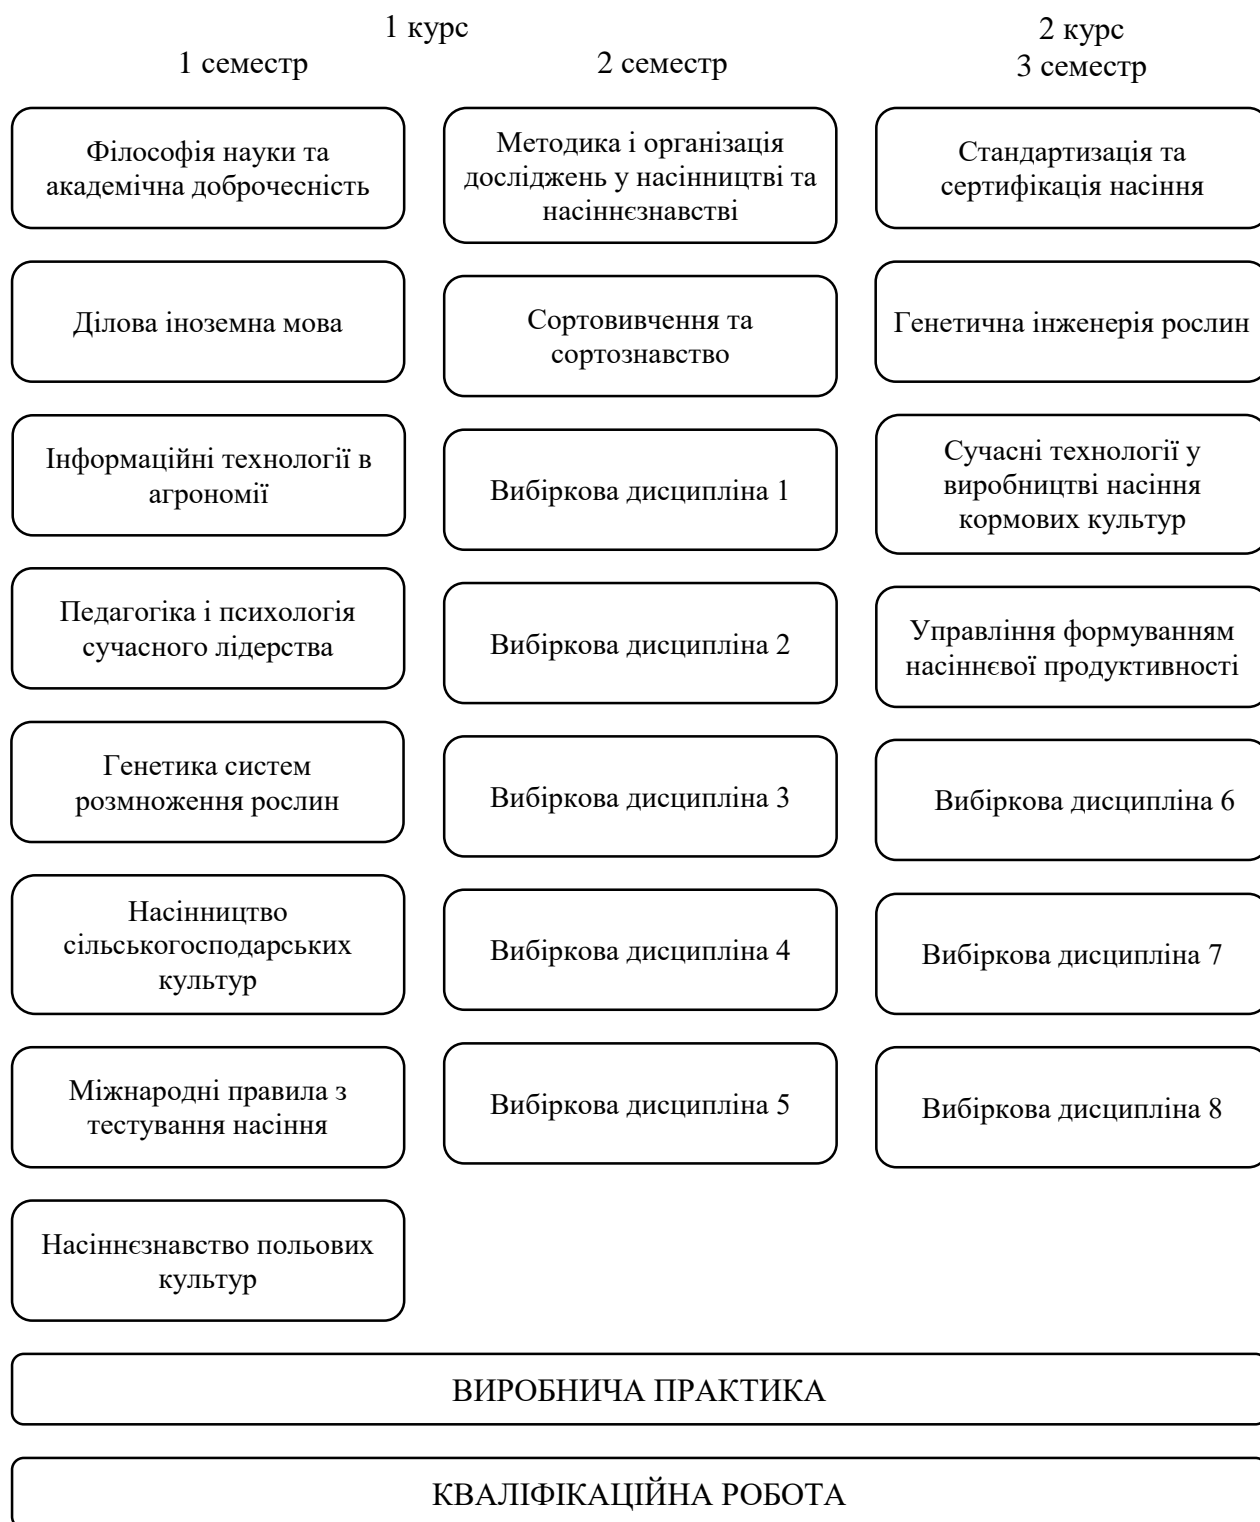 1 курс
2 курс
1 семестр
2 семестр
3 семестр
Філософія науки та
академічна доброчесність
Ділова іноземна мова
Інформаційні технології в
агрономії
Педагогіка і психологія
сучасного лідерства
Генетика систем
розмноження рослин
Насінництво
сільськогосподарських
культур
Міжнародні правила з
тестування насіння
Насіннєзнавство польових
культур
Методика і організація
досліджень у насінництві та
насіннєзнавстві
Сортовивчення та
сортознавство
Вибіркова дисципліна 1
Вибіркова дисципліна 2
Вибіркова дисципліна 3
Вибіркова дисципліна 4
Вибіркова дисципліна 5
Стандартизація та
сертифікація насіння
Генетична інженерія рослин
Сучасні технології у
виробництві насіння
кормових культур
Управління формуванням
насіннєвої продуктивності
Вибіркова дисципліна 6
Вибіркова дисципліна 7
Вибіркова дисципліна 8
ВИРОБНИЧА ПРАКТИКА
КВАЛІФІКАЦІЙНА РОБОТА